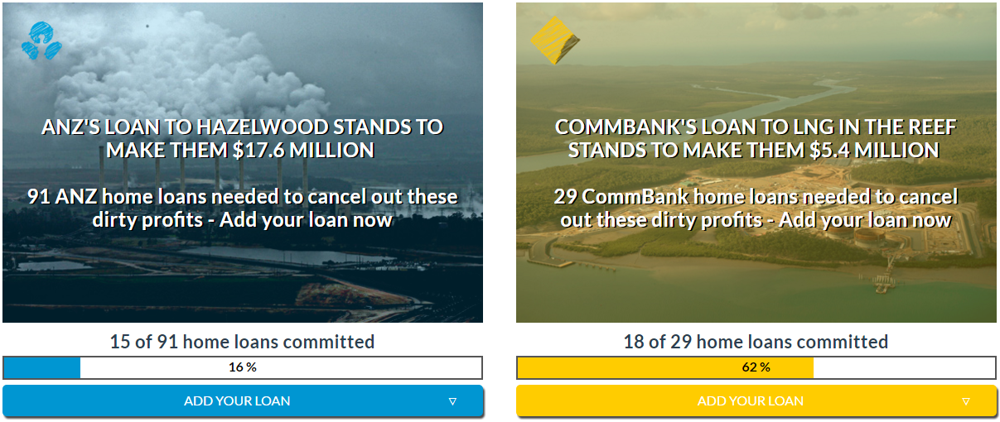 ANZ'S LOAN TO HAZELWOOD STANDS TO
MAKE THEM $17.6 MILLION
91 ANZ home loans needed to cancel out these
dirty profits - Add your loan now
15 of 91 home loans committed
16 %
ADD YOUR LOAN
COMMBANK'S LOAN TO LNG IN THE REEF
STANDS TO MAKE THEM $5.4 MILLION
29 CommBank home loans needed to cancel
out these dirty profits - Add your loan now
18 of 29 home loans committed
62 %
ADD YOUR LOAN